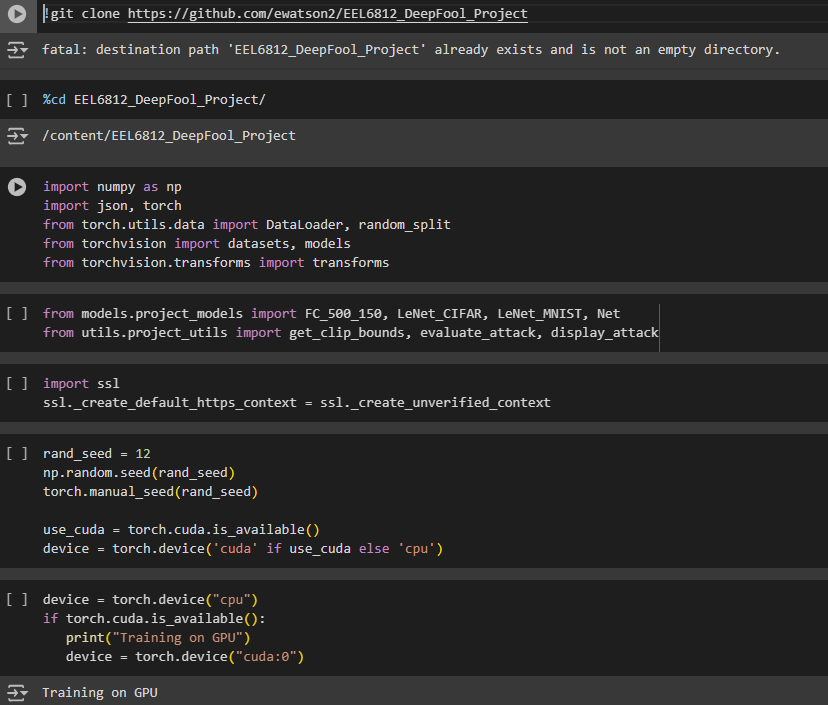 !git clone https://github.com/ewatson2/EEL6812_DeepFool_Project
fatal: destination path 'EEL6812_DeepFool_Project' already exists and is not an empty directory.
[ ] %cd EEL6812_DeepFool_Project/
/content/EEL6812_DeepFool_Project
import numpy as np
import json, torch
from torch.utils.data import DataLoader, random_split
from torchvision import datasets, models
from torchvision.transforms import transforms
[ ] from models.project_models import FC_500_150, LeNet_CIFAR, LeNet_MNIST, Net
from utils.project_utils import get_clip_bounds, evaluate_attack, display_attack
[ ] import ssl
ssl._create_default_https_context = ssl._create_unverified_context
[ ] rand_seed = 12
np.random.seed(rand_seed)
torch.manual_seed(rand_seed)
use_cuda = torch.cuda.is_available()
device = torch.device('cuda' if use_cuda else 'cpu')
[ ] device = torch.device("cpu")
if torch.cuda.is_available():
print("Training on GPU")
device = torch.device("cuda:0")
Training on GPU